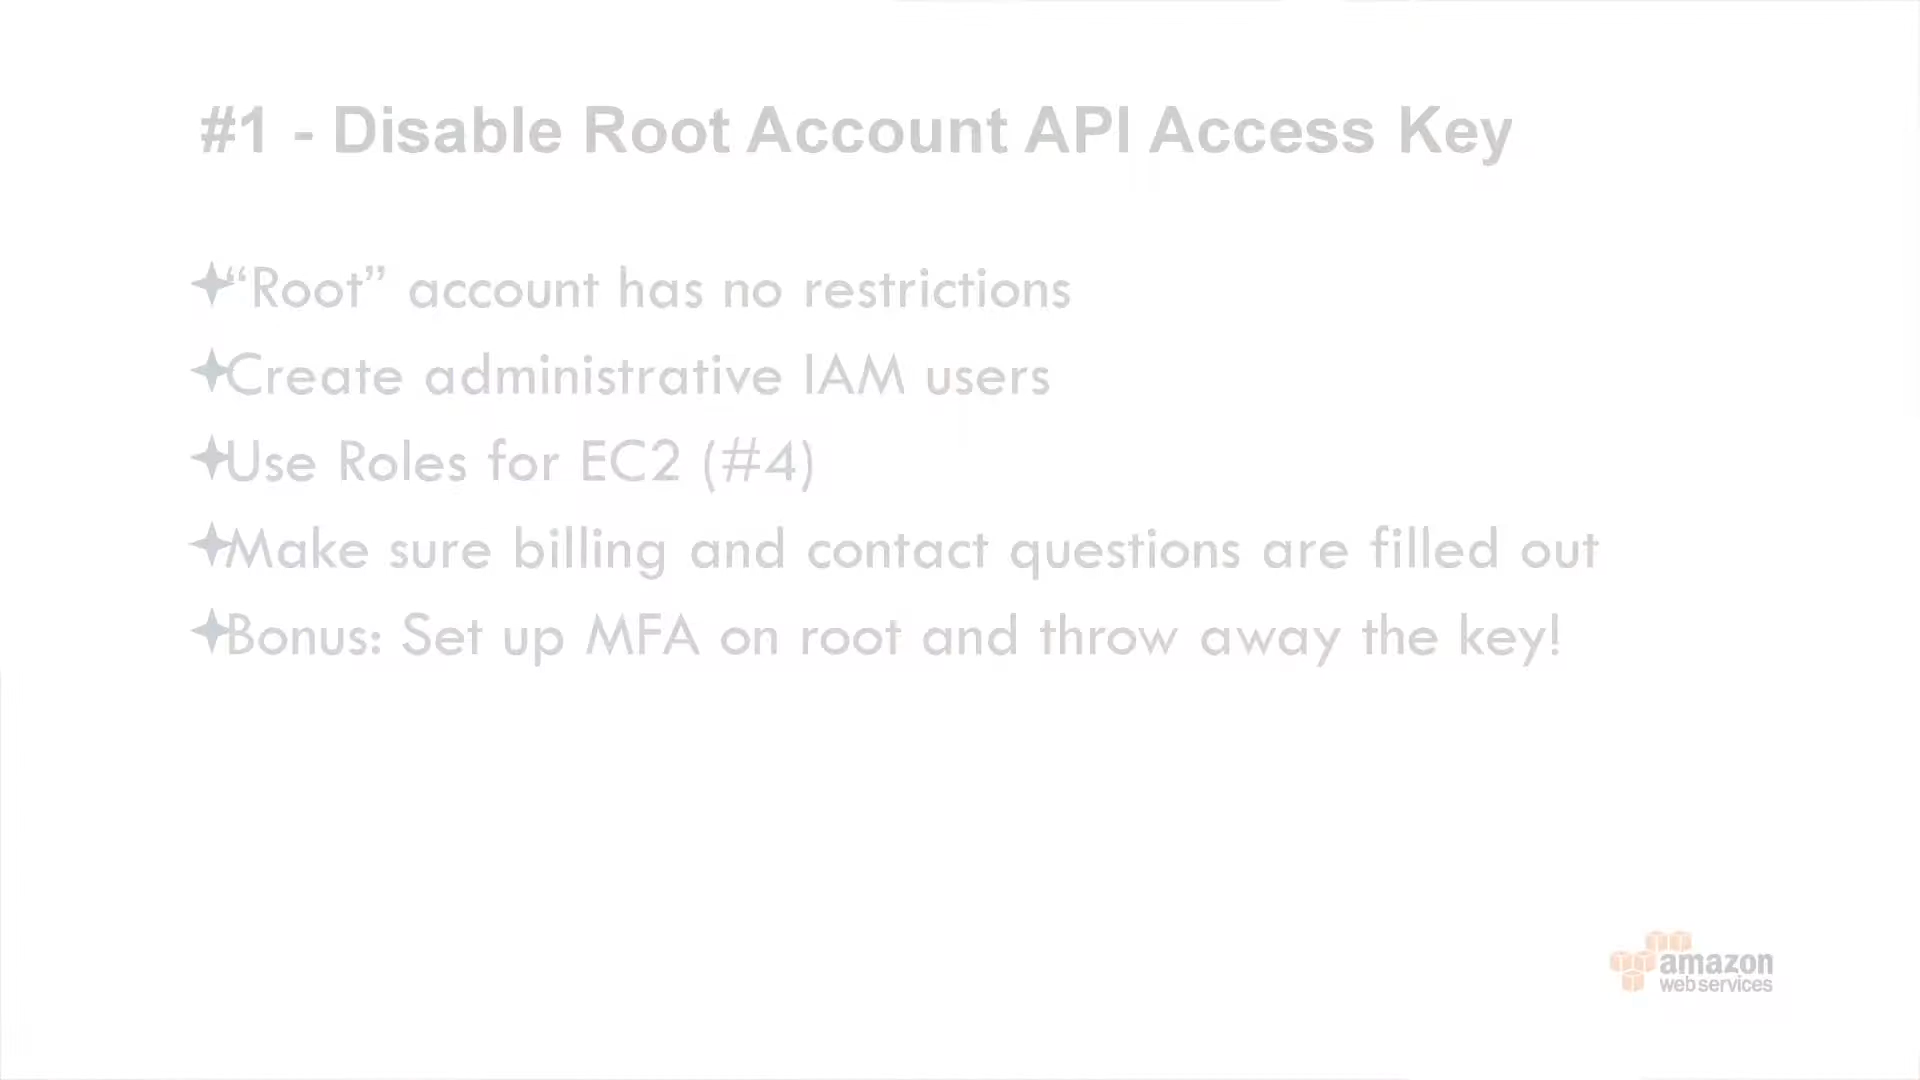 #1 - Disable Root Account API Access Key
“Root” account has no restrictions
Create administrative IAM users
Use Roles for EC2 (#4)
Make sure billing and contact questions are filled out
Bonus: Set up MFA on root and throw away the key!
amazon
web services